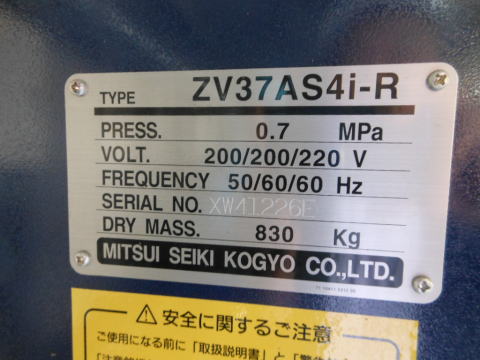 TYPE ZV37AS4i-R
PRESS. 0.7 MPa
VOLT. 200/200/220 V
FREQUENCY 50/60/60 Hz
SERIAL NO. XW41226E
DRY MASS. 830 Kg
MITSUI SEIKI KOGYO CO.,LTD.
⚠安全に関するご注意
ご使用になる前に「取扱説明書」と